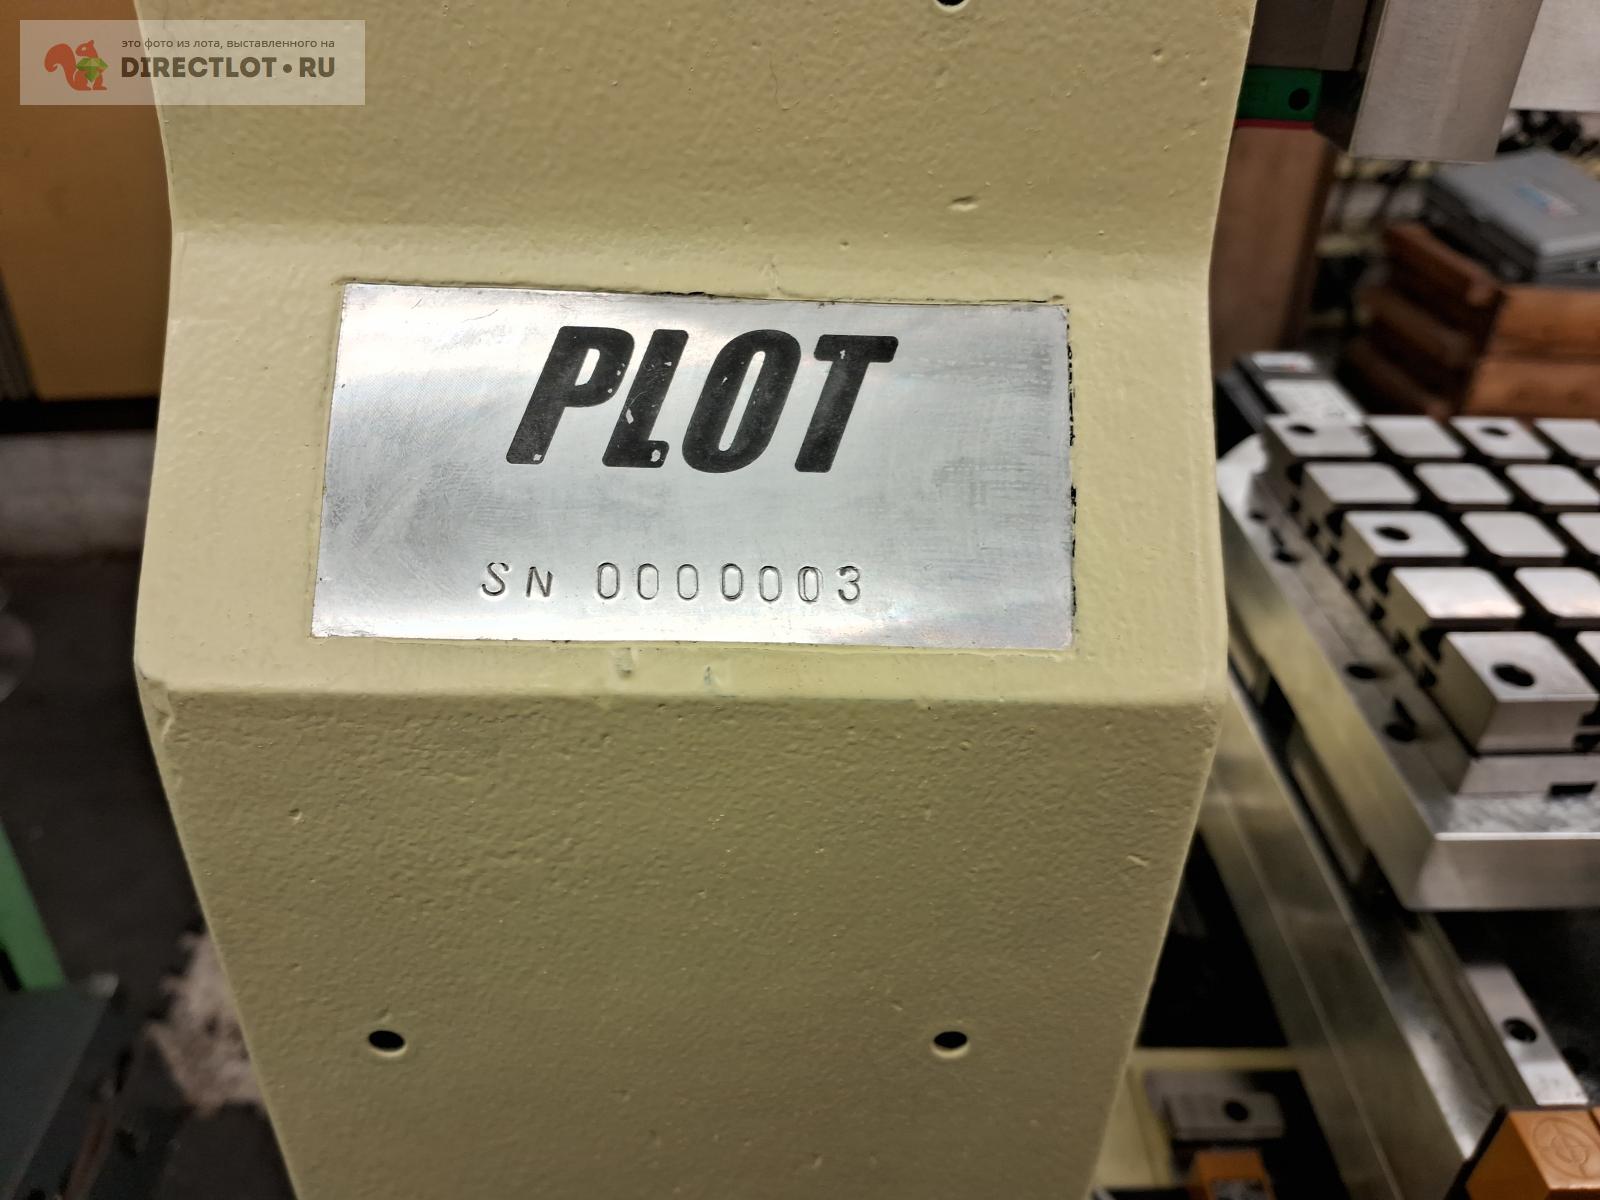 это фото из лота, выставленного на
DIRECTLOT•RU
PLOT
SN 0000003